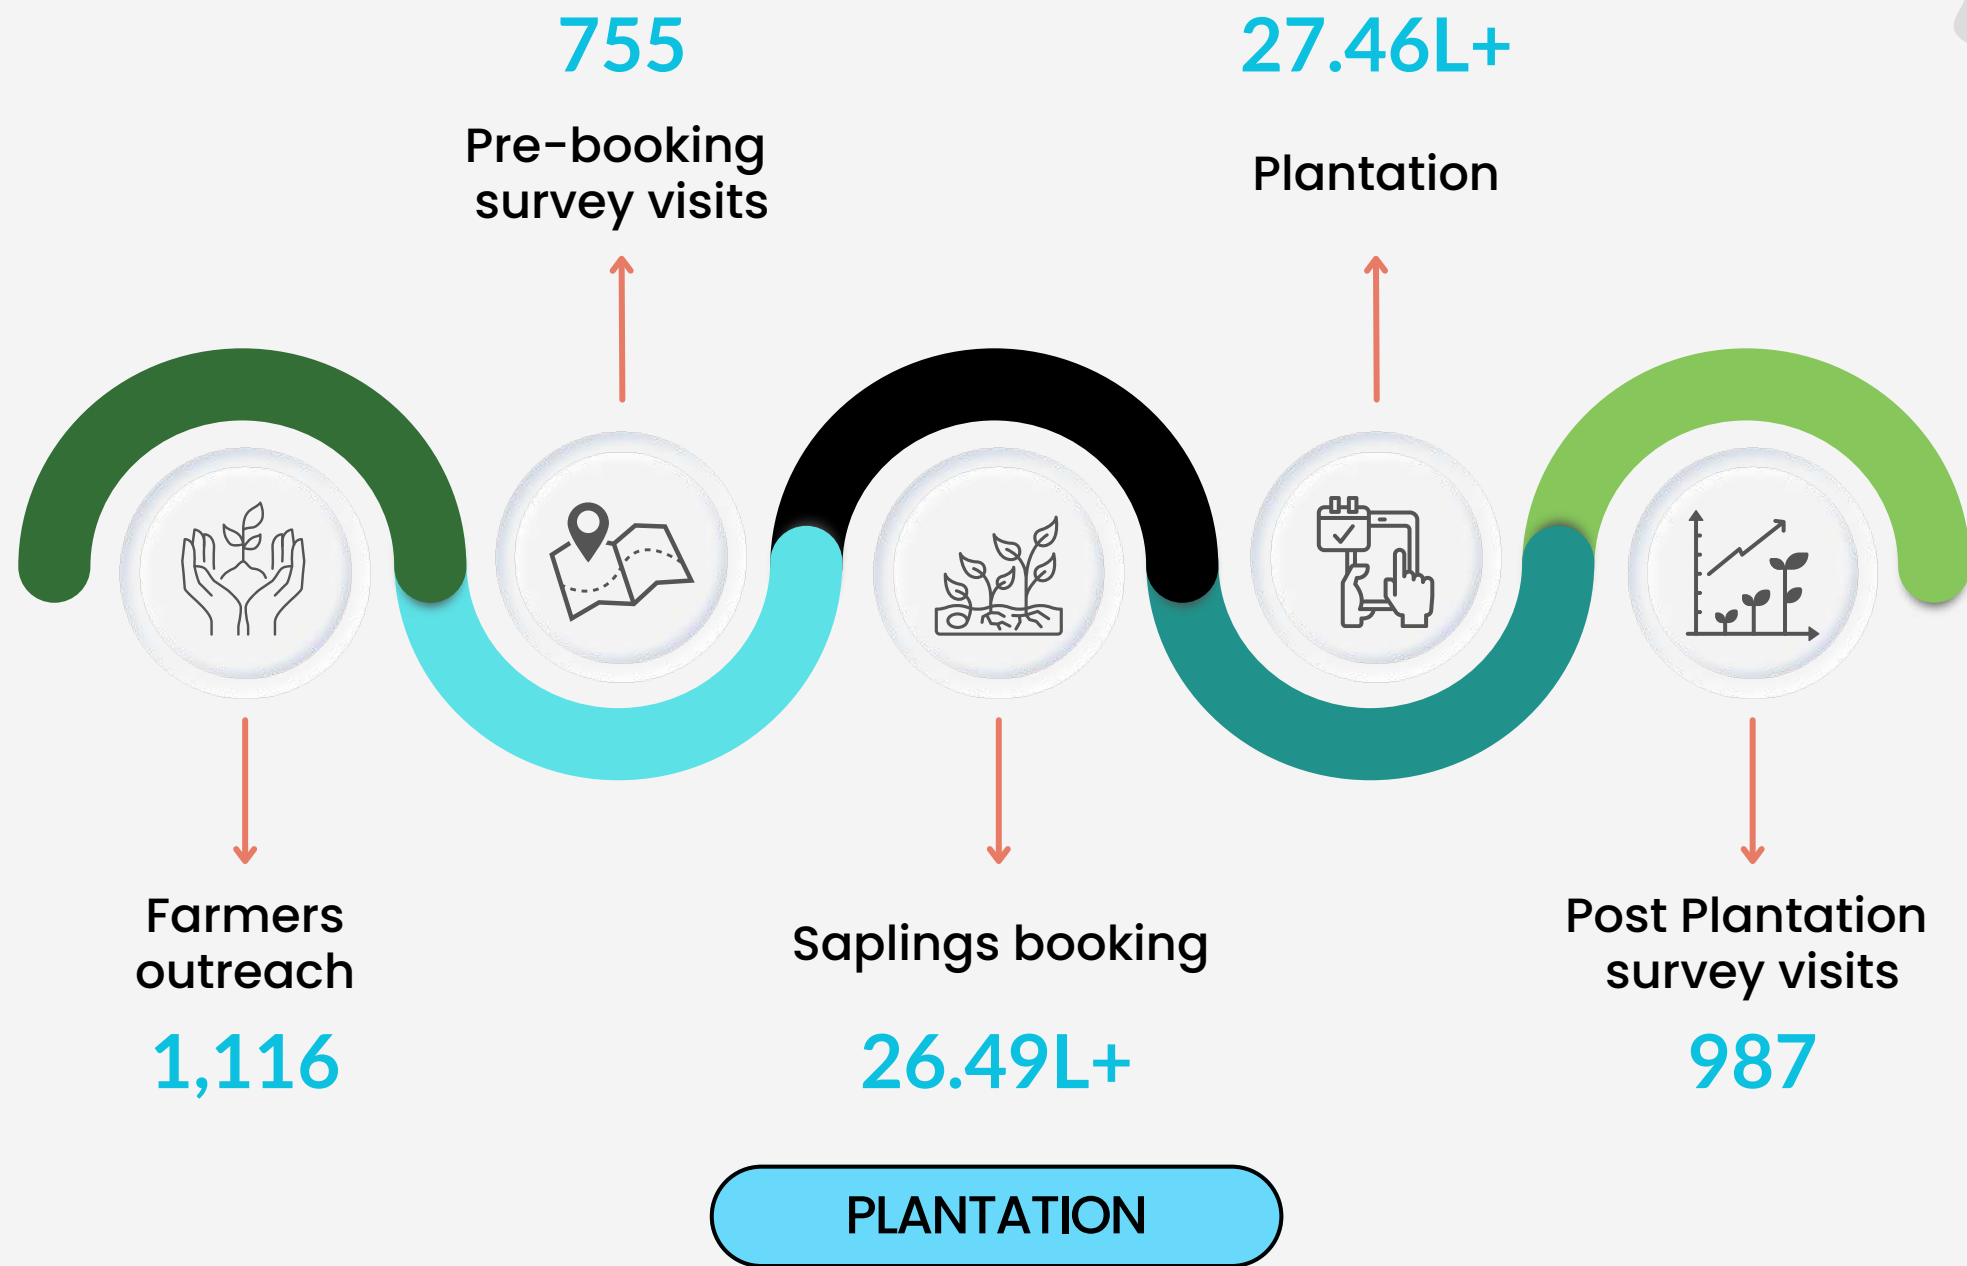 755
Pre-booking
survey visits
27.46L+
Plantation
Farmers
outreach
1,116
Saplings booking
26.49L+
Post Plantation
survey visits
987
PLANTATION